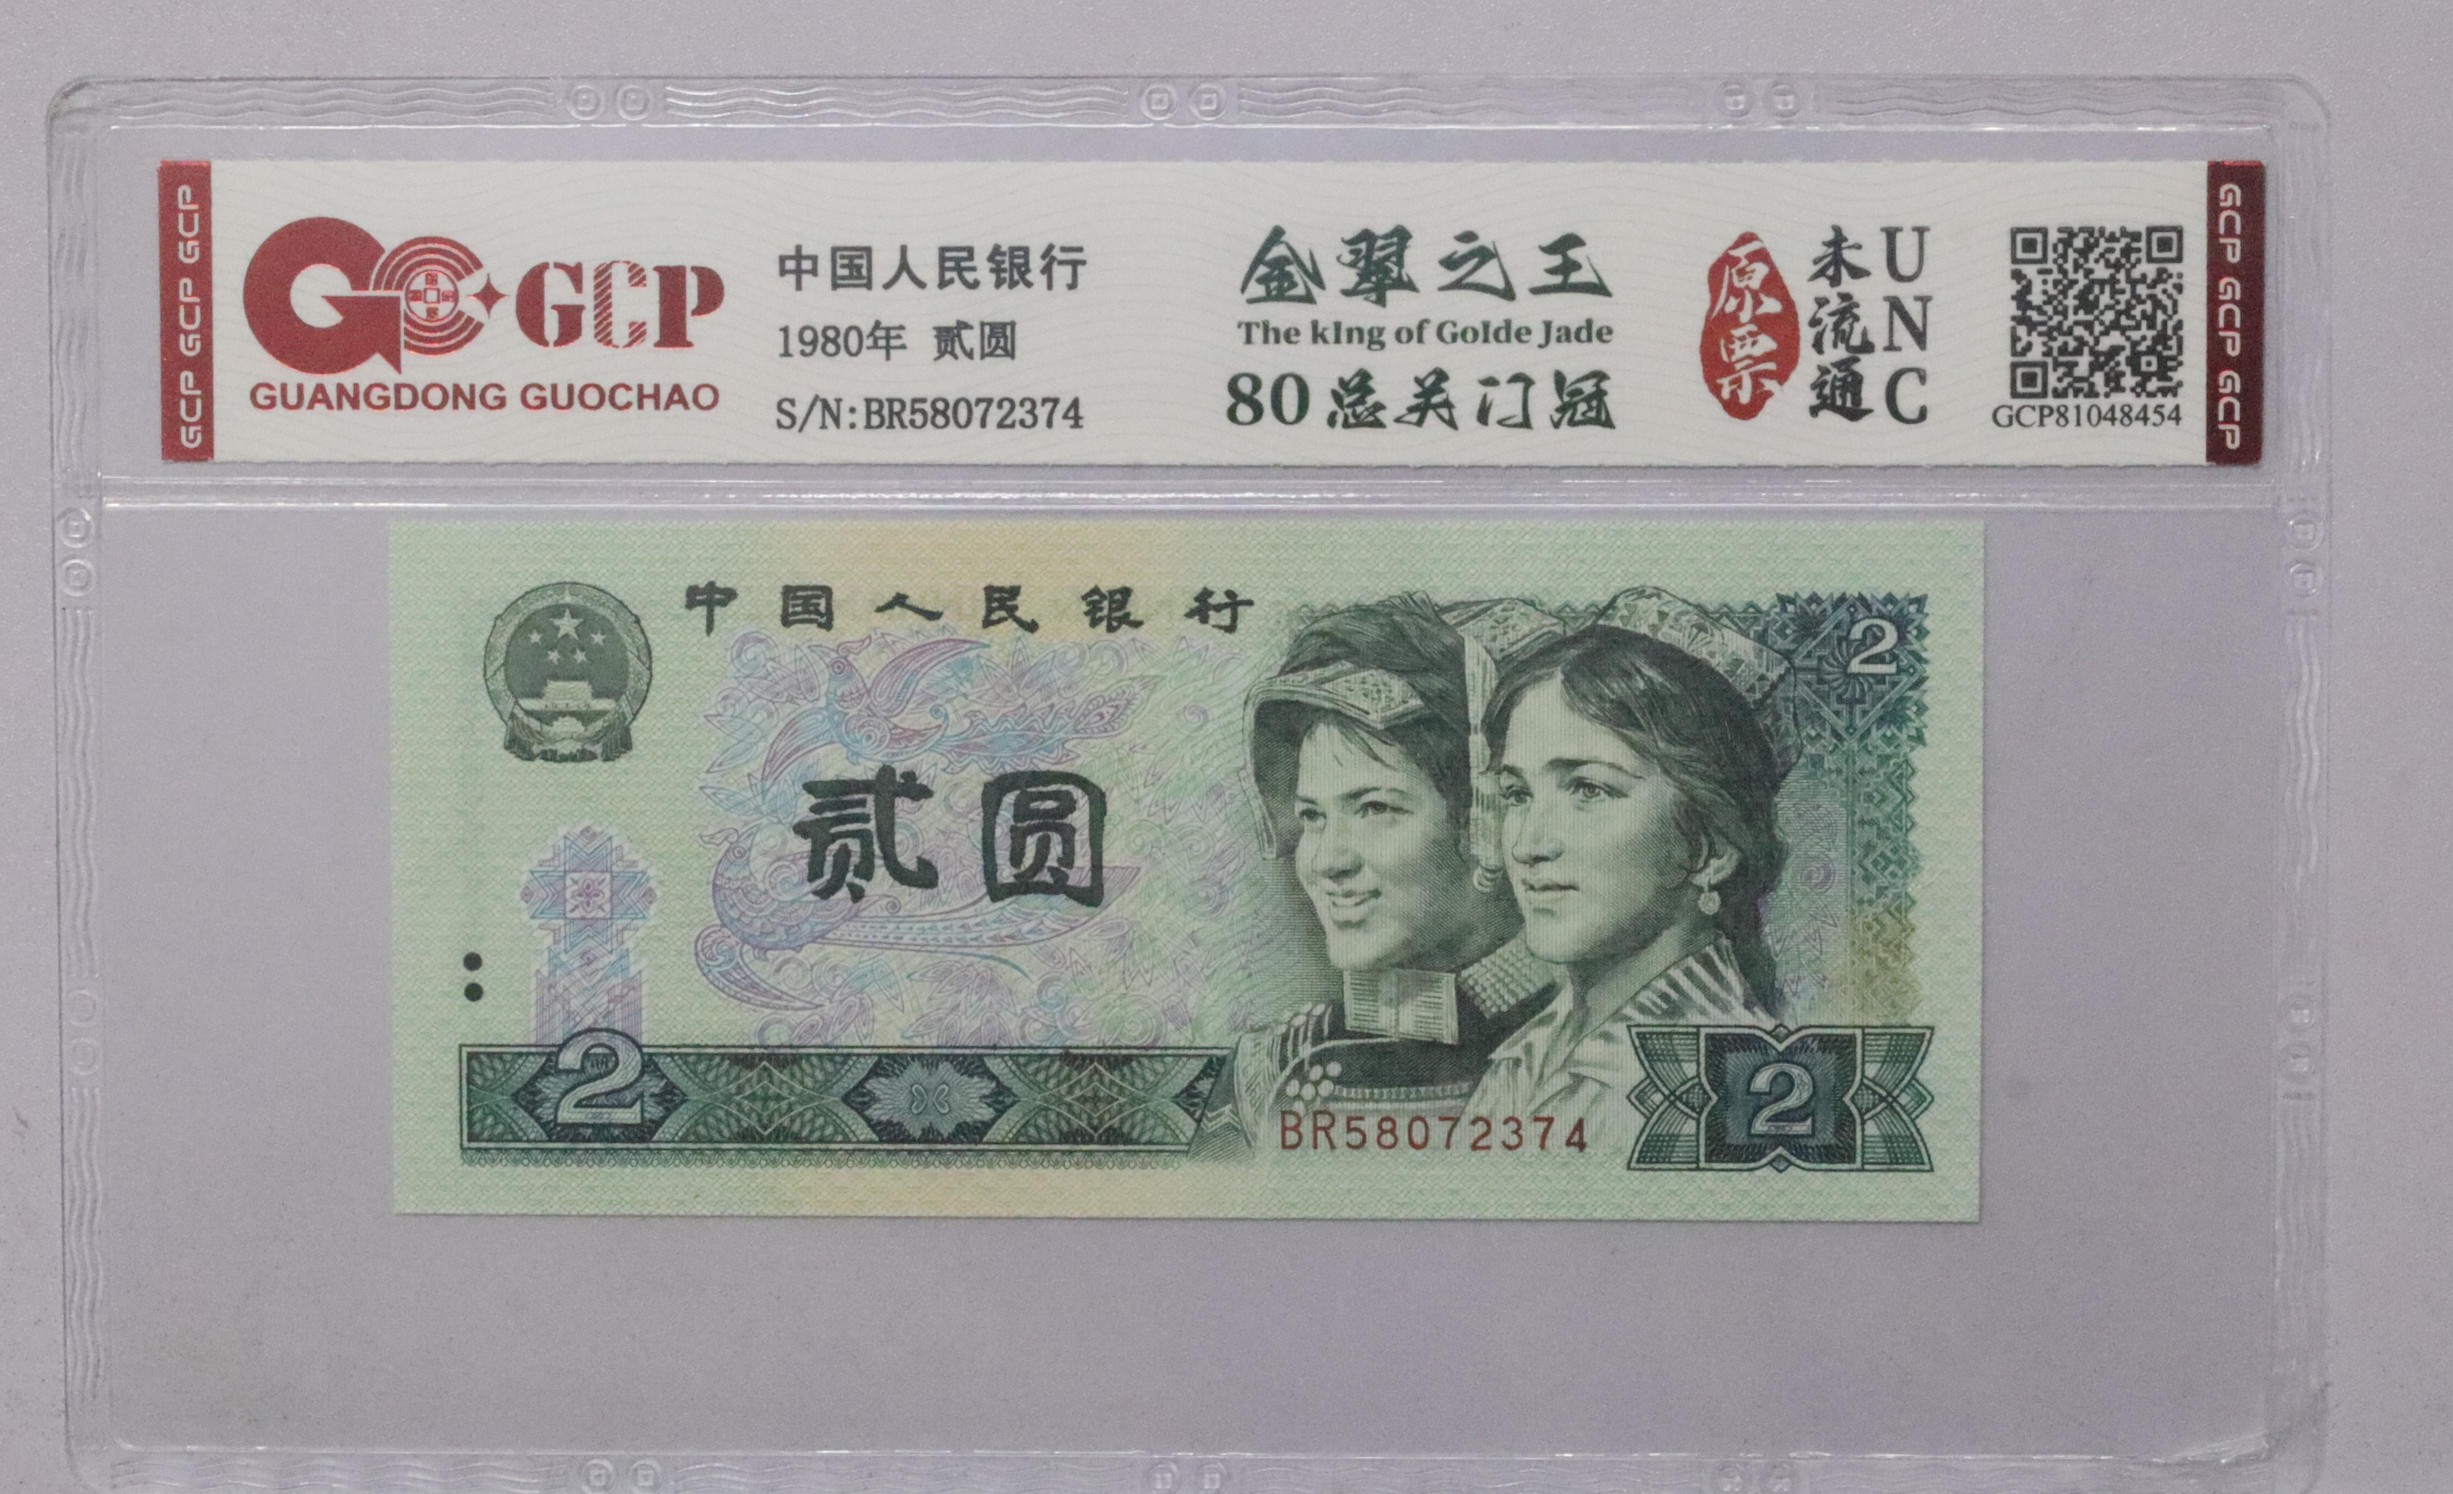 GCP GCP GCP
GCP
GUANGDONG GUOCHAO
中国人民银行
1980年 贰圆
S/N:BR58072374
金翠之王
The kIng of Golde Jade
80总关门冠
原票
未流通
UNC
GCP81048454
GCP GCP GCP
中国人民银行
2
贰圆
2
BR58072374
2